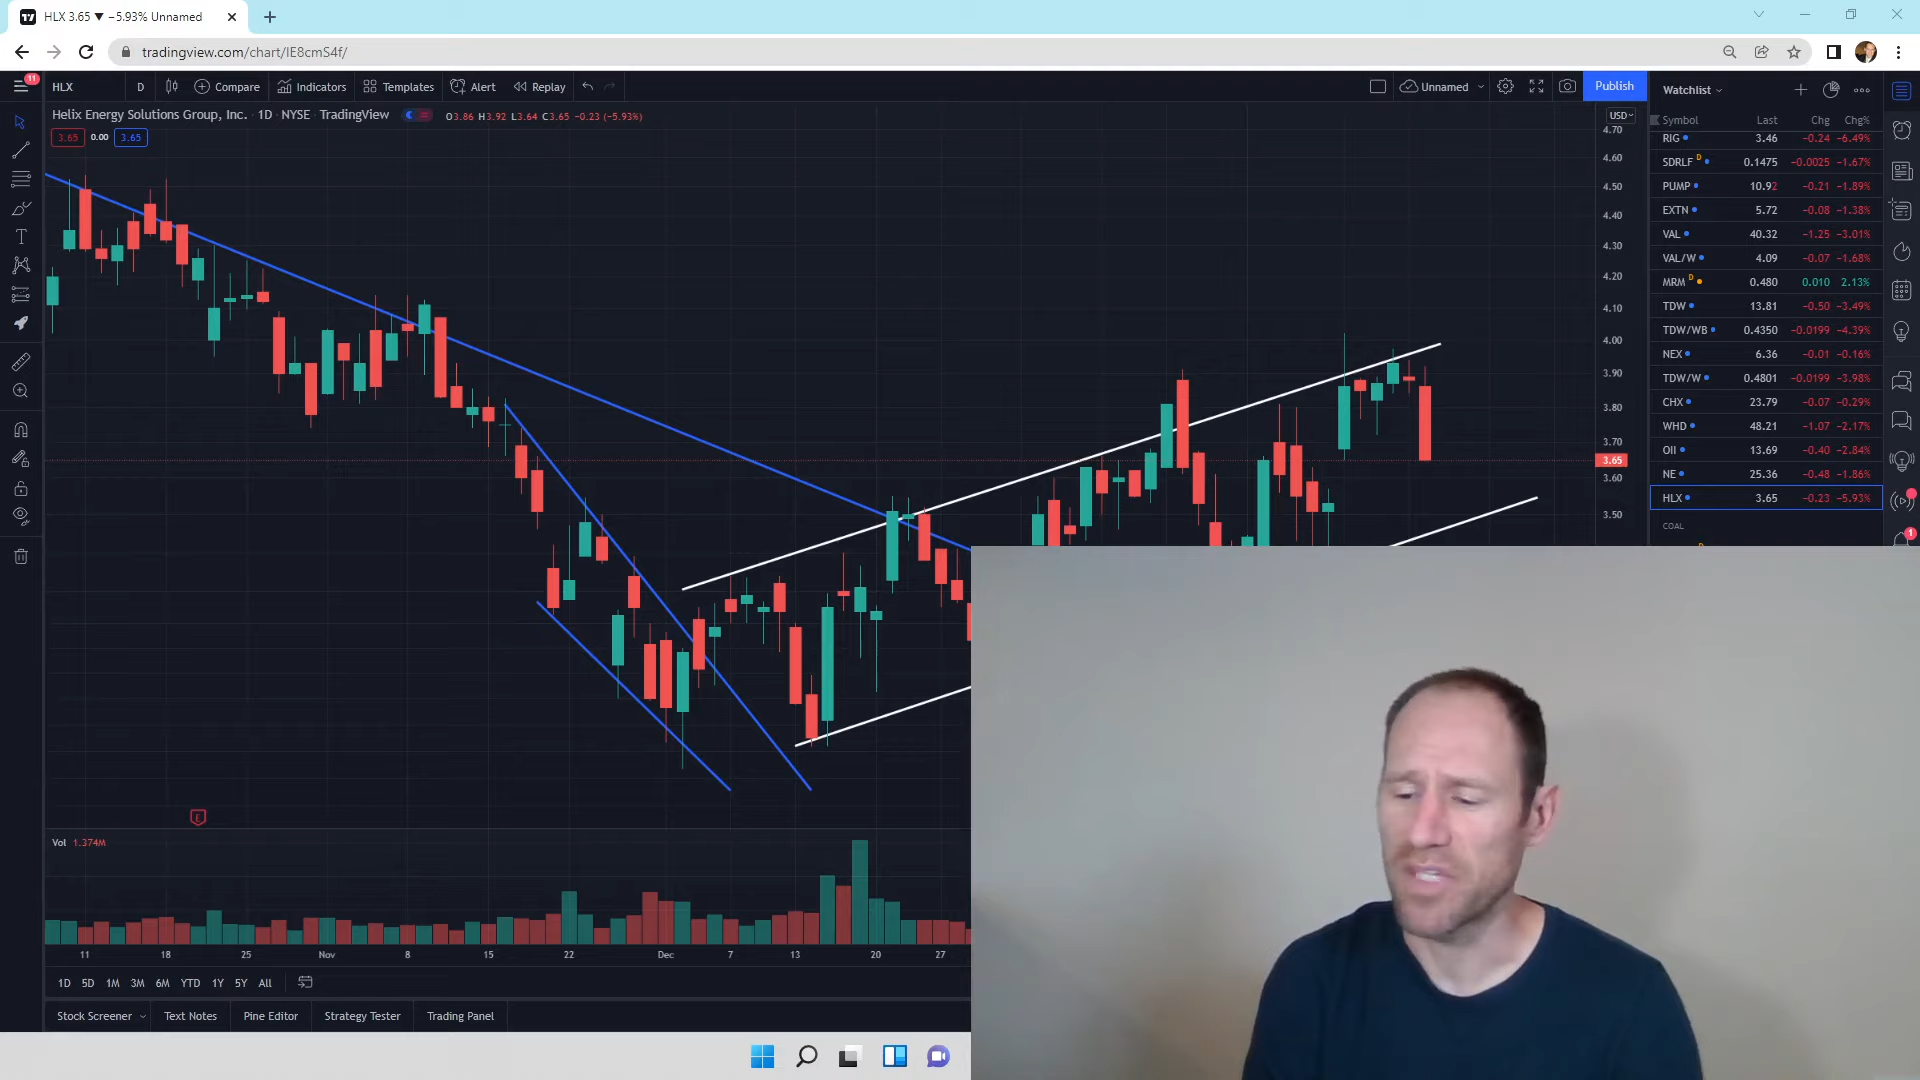 HLX 3.65 ▼ −5.93% Unnamed
tradingview.com/chart/IE8cmS4f/
11
HLX D Compare Indicators Templates Alert Replay Unnamed Publish
Helix Energy Solutions Group, Inc. · 1D · NYSE · TradingView O3.86 H3.92 L3.64 C3.65 −0.23 (−5.93%)
3.65 0.00 3.65
USD
4.70
4.60
4.50
4.40
4.30
4.20
4.10
4.00
3.90
3.80
3.70
3.65
3.60
3.50
Watchlist
Symbol Last Chg Chg%
RIG 3.46 −0.24 −6.49%
SDRLF D 0.1475 −0.0025 −1.67%
PUMP 10.92 −0.21 −1.89%
EXTN 5.72 −0.08 −1.38%
VAL 40.32 −1.25 −3.01%
VAL/W 4.09 −0.07 −1.68%
MRM D 0.480 0.010 2.13%
TDW 13.81 −0.50 −3.49%
TDW/WB 0.4350 −0.0199 −4.39%
NEX 6.36 −0.01 −0.16%
TDW/W 0.4801 −0.0199 −3.98%
CHX 23.79 −0.07 −0.29%
WHD 48.21 −1.07 −2.17%
OII 13.69 −0.40 −2.84%
NE 25.36 −0.48 −1.86%
HLX 3.65 −0.23 −5.93%
COAL
1
E
Vol 1.374M
11 18 25 Nov 8 15 22 Dec 7 13 20 27
1D 5D 1M 3M 6M YTD 1Y 5Y All
Stock Screener Text Notes Pine Editor Strategy Tester Trading Panel